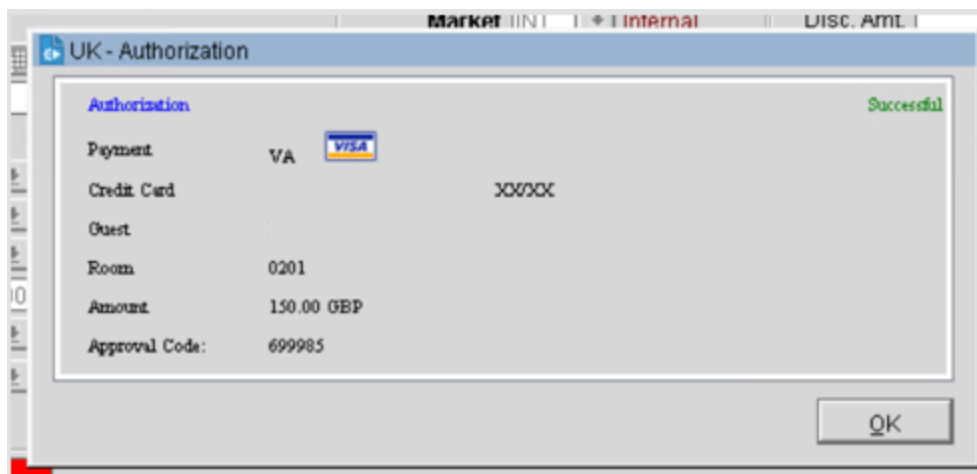 Market INT Internal Disc. Amt.
UK - Authorization
Authorization Successful
Payment VA VISA
Credit Card XX/XX
Guest
Room 0201
Amount 150.00 GBP
Approval Code: 699985
OK